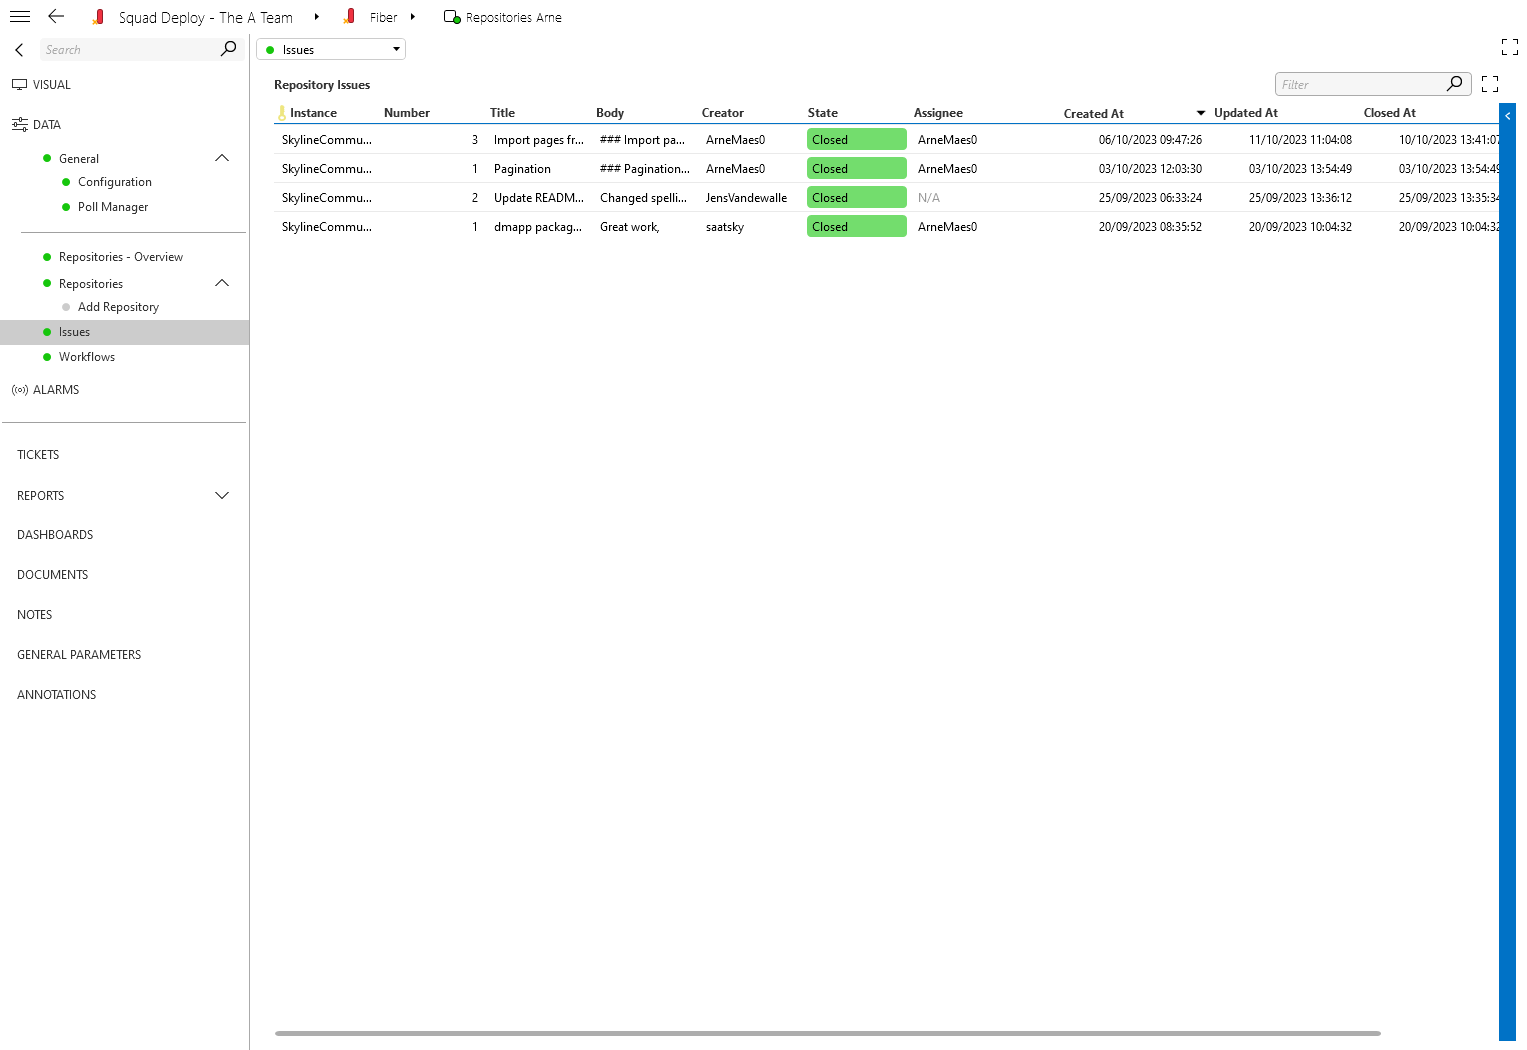 Squad Deploy - The A Team Fiber Repositories Arne
Search
Issues
VISUAL
DATA
General
Configuration
Poll Manager
Repositories - Overview
Repositories
Add Repository
Issues
Workflows
ALARMS
TICKETS
REPORTS
DASHBOARDS
DOCUMENTS
NOTES
GENERAL PARAMETERS
ANNOTATIONS
Repository Issues
Filter
Instance Number Title Body Creator State Assignee Created At Updated At Closed At
SkylineCommu... 3 Import pages fr... ### Import pa... ArneMaes0 Closed ArneMaes0 06/10/2023 09:47:26 11/10/2023 11:04:08 10/10/2023 13:41:07
SkylineCommu... 1 Pagination ### Pagination... ArneMaes0 Closed ArneMaes0 03/10/2023 12:03:30 03/10/2023 13:54:49 03/10/2023 13:54:49
SkylineCommu... 2 Update READM... Changed spelli... JensVandewalle Closed N/A 25/09/2023 06:33:24 25/09/2023 13:36:12 25/09/2023 13:35:34
SkylineCommu... 1 dmapp packag... Great work, saatsky Closed ArneMaes0 20/09/2023 08:35:52 20/09/2023 10:04:32 20/09/2023 10:04:32